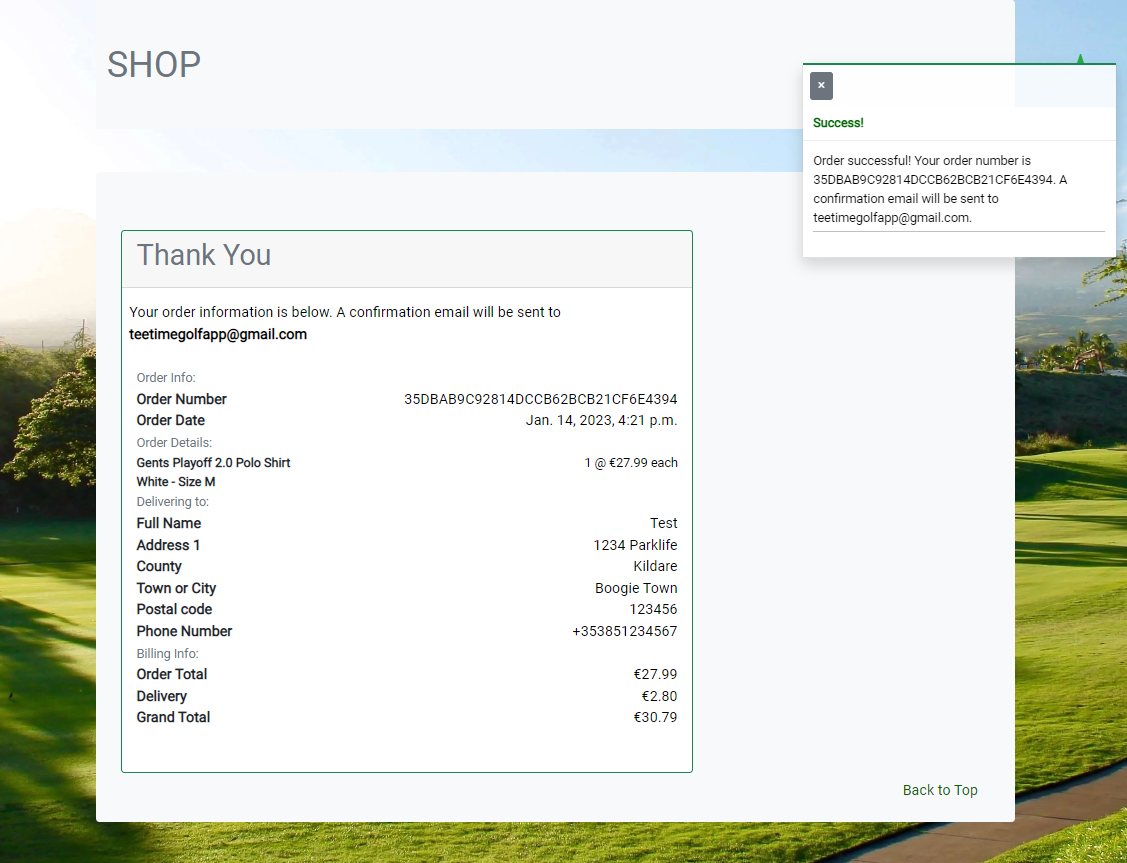 SHOP
×
Success!
Order successful! Your order number is
35DBAB9C92814DCCB62BCB21CF6E4394. A
confirmation email will be sent to
teetimegolfapp@gmail.com.
Thank You
Your order information is below. A confirmation email will be sent to
teetimegolfapp@gmail.com
Order Info:
Order Number 35DBAB9C92814DCCB62BCB21CF6E4394
Order Date Jan. 14, 2023, 4:21 p.m.
Order Details:
Gents Playoff 2.0 Polo Shirt 1 @ €27.99 each
White - Size M
Delivering to:
Full Name Test
Address 1 1234 Parklife
County Kildare
Town or City Boogie Town
Postal code 123456
Phone Number +353851234567
Billing Info:
Order Total €27.99
Delivery €2.80
Grand Total €30.79
Back to Top